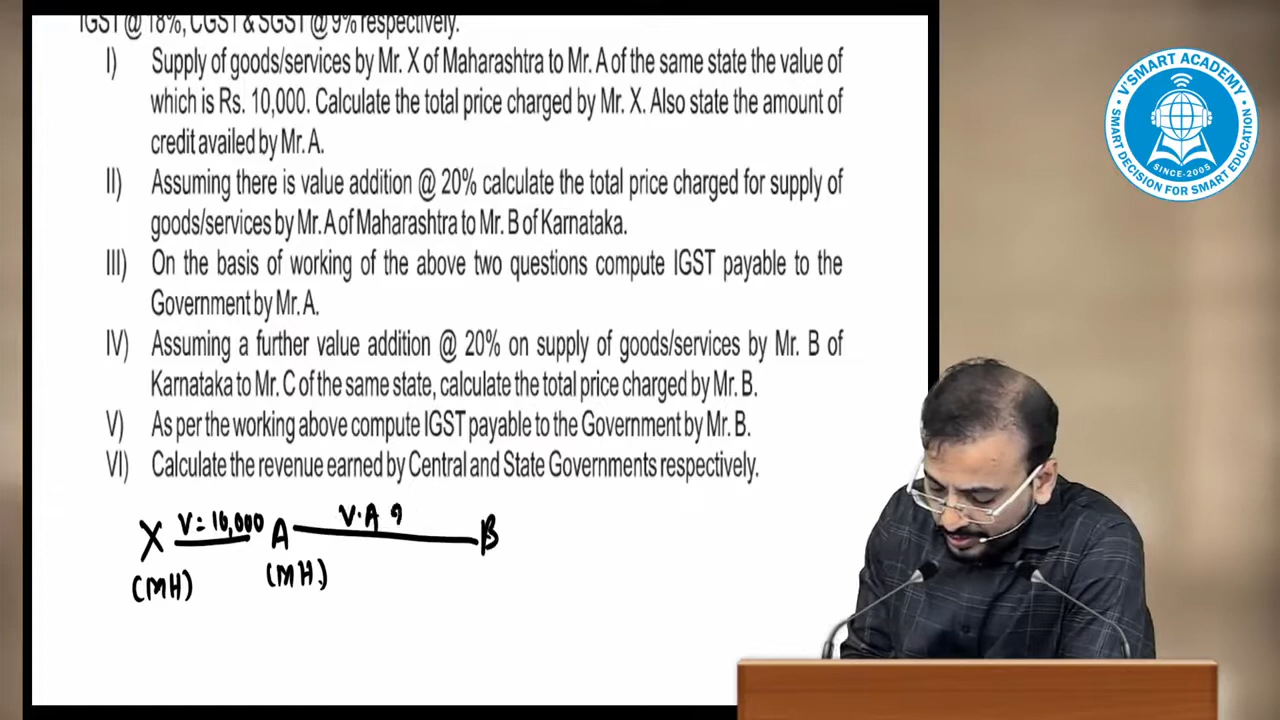 IGST @ 18%, CGST & SGST @ 9% respectively.
I) Supply of goods/services by Mr. X of Maharashtra to Mr. A of the same state the value of
which is Rs. 10,000. Calculate the total price charged by Mr. X. Also state the amount of
credit availed by Mr. A.
II) Assuming there is value addition @ 20% calculate the total price charged for supply of
goods/services by Mr. A of Maharashtra to Mr. B of Karnataka.
III) On the basis of working of the above two questions compute IGST payable to the
Government by Mr. A.
IV) Assuming a further value addition @ 20% on supply of goods/services by Mr. B of
Karnataka to Mr. C of the same state, calculate the total price charged by Mr. B.
V) As per the working above compute IGST payable to the Government by Mr. B.
VI) Calculate the revenue earned by Central and State Governments respectively.
X V = 10,000 A V.A B
(MH) (MH)
V'SMART ACADEMY
SINCE-2005
SMART DECISION FOR SMART EDUCATION